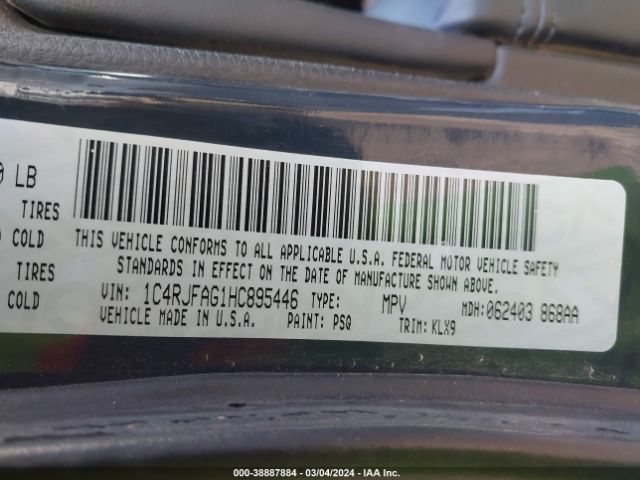 LB
TIRES
COLD
TIRES
COLD
THIS VEHICLE CONFORMS TO ALL APPLICABLE U.S.A. FEDERAL MOTOR VEHICLE SAFETY
STANDARDS IN EFFECT ON THE DATE OF MANUFACTURE SHOWN ABOVE.
VIN: 1C4RJFAG1HC895446 TYPE: MPV MDH:062403 868AA
VEHICLE MADE IN U.S.A. PAINT: PSQ TRIM: KLX9
000-38887884 - 03/04/2024 - IAA Inc.